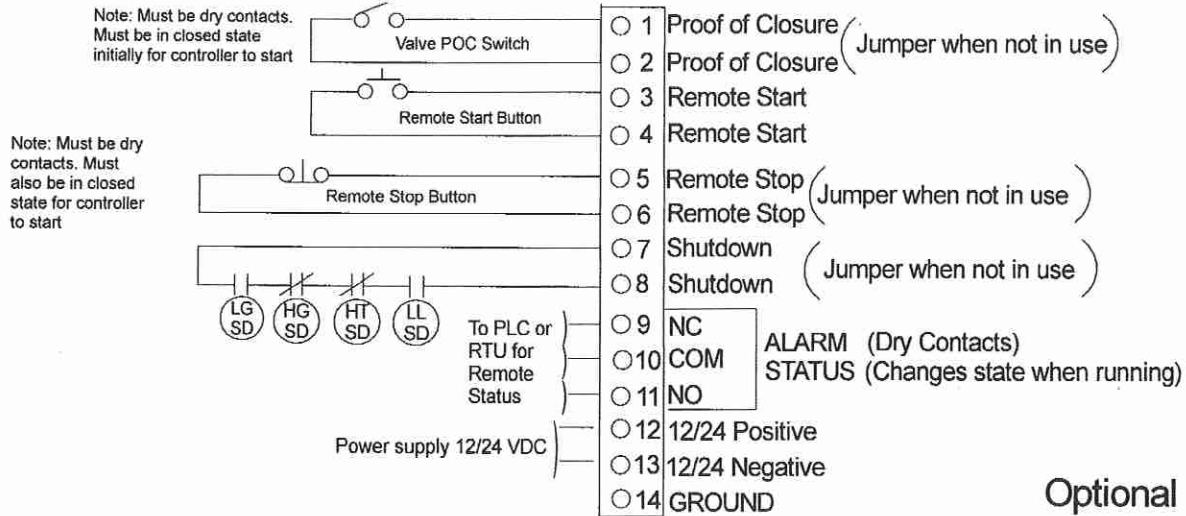 Note: Must be dry contacts.
Must be in closed state
initially for controller to start
Valve POC Switch
Remote Start Button
Note: Must be dry
contacts. Must
also be in closed
state for controller
to start
Remote Stop Button
LG
SD
HG
SD
HT
SD
LL
SD
To PLC or
RTU for
Remote
Status
Power supply 12/24 VDC
1 Proof of Closure
2 Proof of Closure
(Jumper when not in use)
3 Remote Start
4 Remote Start
5 Remote Stop
6 Remote Stop
(Jumper when not in use)
7 Shutdown
8 Shutdown
(Jumper when not in use)
9 NC
10 COM
11 NO
ALARM (Dry Contacts)
STATUS (Changes state when running)
12 12/24 Positive
13 12/24 Negative
14 GROUND
Optional